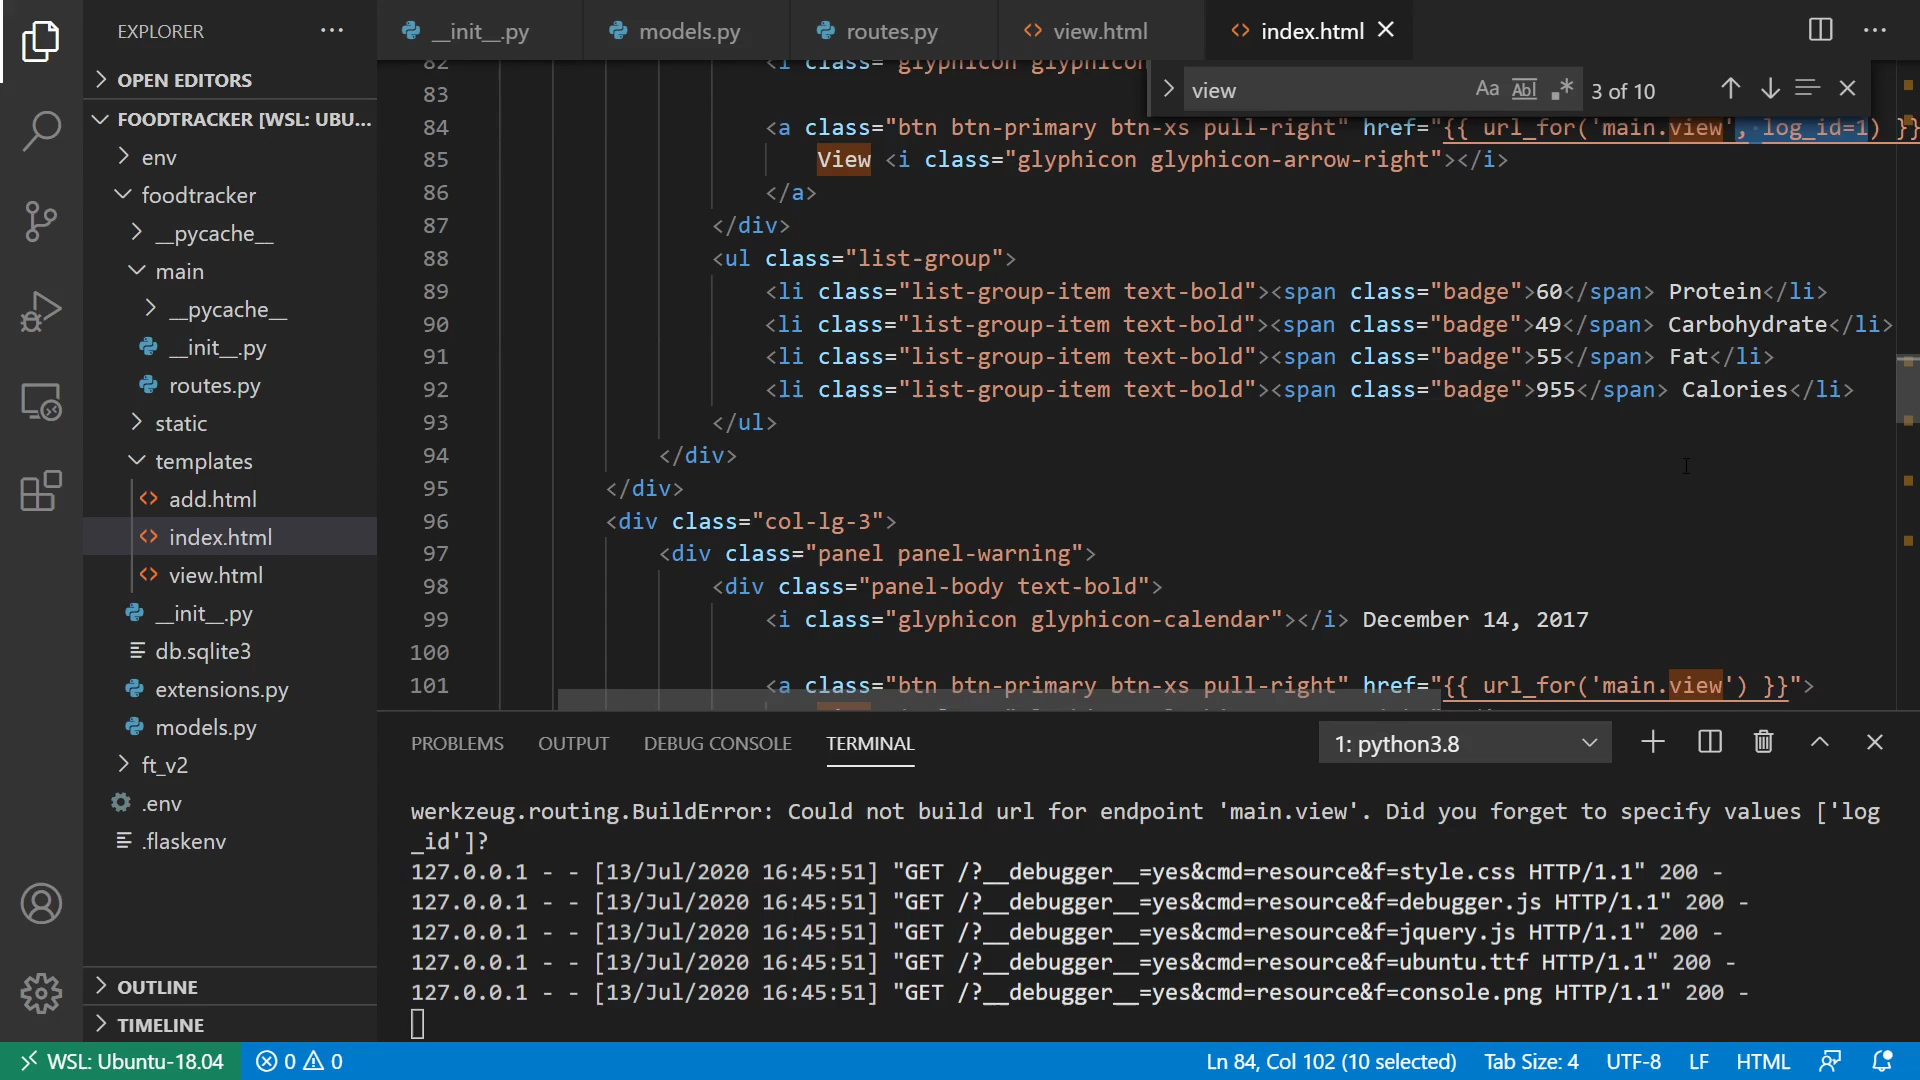 EXPLORER
OPEN EDITORS
FOODTRACKER [WSL: UBU...
env
foodtracker
__pycache__
main
__pycache__
__init__.py
routes.py
static
templates
add.html
index.html
view.html
__init__.py
db.sqlite3
extensions.py
models.py
ft_v2
.env
.flaskenv
OUTLINE
TIMELINE
__init__.py models.py routes.py view.html index.html
view Aa Abl .* 3 of 10
82 <i class="glyphicon glyphicon
83
84 <a class="btn btn-primary btn-xs pull-right" href="{{ url_for('main.view', log_id=1) }}
85 View <i class="glyphicon glyphicon-arrow-right"></i>
86 </a>
87 </div>
88 <ul class="list-group">
89 <li class="list-group-item text-bold"><span class="badge">60</span> Protein</li>
90 <li class="list-group-item text-bold"><span class="badge">49</span> Carbohydrate</li>
91 <li class="list-group-item text-bold"><span class="badge">55</span> Fat</li>
92 <li class="list-group-item text-bold"><span class="badge">955</span> Calories</li>
93 </ul>
94 </div>
95 </div>
96 <div class="col-lg-3">
97 <div class="panel panel-warning">
98 <div class="panel-body text-bold">
99 <i class="glyphicon glyphicon-calendar"></i> December 14, 2017
100
101 <a class="btn btn-primary btn-xs pull-right" href="{{ url_for('main.view') }}">
PROBLEMS OUTPUT DEBUG CONSOLE TERMINAL 1: python3.8
werkzeug.routing.BuildError: Could not build url for endpoint 'main.view'. Did you forget to specify values ['log
_id']?
127.0.0.1 - - [13/Jul/2020 16:45:51] "GET /?__debugger__=yes&cmd=resource&f=style.css HTTP/1.1" 200 -
127.0.0.1 - - [13/Jul/2020 16:45:51] "GET /?__debugger__=yes&cmd=resource&f=debugger.js HTTP/1.1" 200 -
127.0.0.1 - - [13/Jul/2020 16:45:51] "GET /?__debugger__=yes&cmd=resource&f=jquery.js HTTP/1.1" 200 -
127.0.0.1 - - [13/Jul/2020 16:45:51] "GET /?__debugger__=yes&cmd=resource&f=ubuntu.ttf HTTP/1.1" 200 -
127.0.0.1 - - [13/Jul/2020 16:45:51] "GET /?__debugger__=yes&cmd=resource&f=console.png HTTP/1.1" 200 -
WSL: Ubuntu-18.04 0 0 Ln 84, Col 102 (10 selected) Tab Size: 4 UTF-8 LF HTML